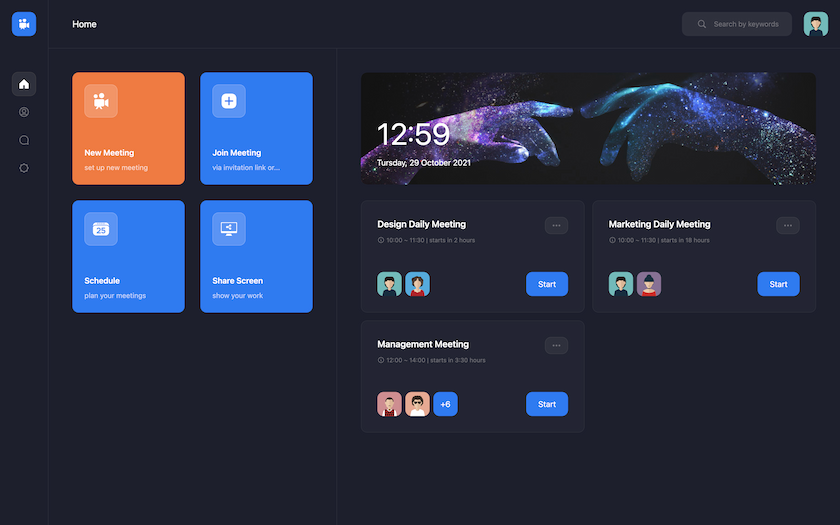 Home
Search by keywords
New Meeting
set up new meeting
Join Meeting
via invitation link or...
25
Schedule
plan your meetings
Share Screen
show your work
12:59
Tursday, 29 October 2021
Design Daily Meeting
10:00 – 11:30 | starts in 2 hours
Start
Marketing Daily Meeting
10:00 – 11:30 | starts in 18 hours
Start
Management Meeting
12:00 – 14:00 | starts in 3:30 hours
+6
Start